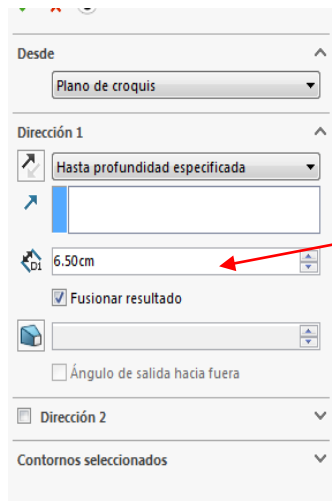 Desde
Plano de croquis
Dirección 1
Hasta profundidad especificada
D1
6.50cm
Fusionar resultado
Ángulo de salida hacia fuera
Dirección 2
Contornos seleccionados